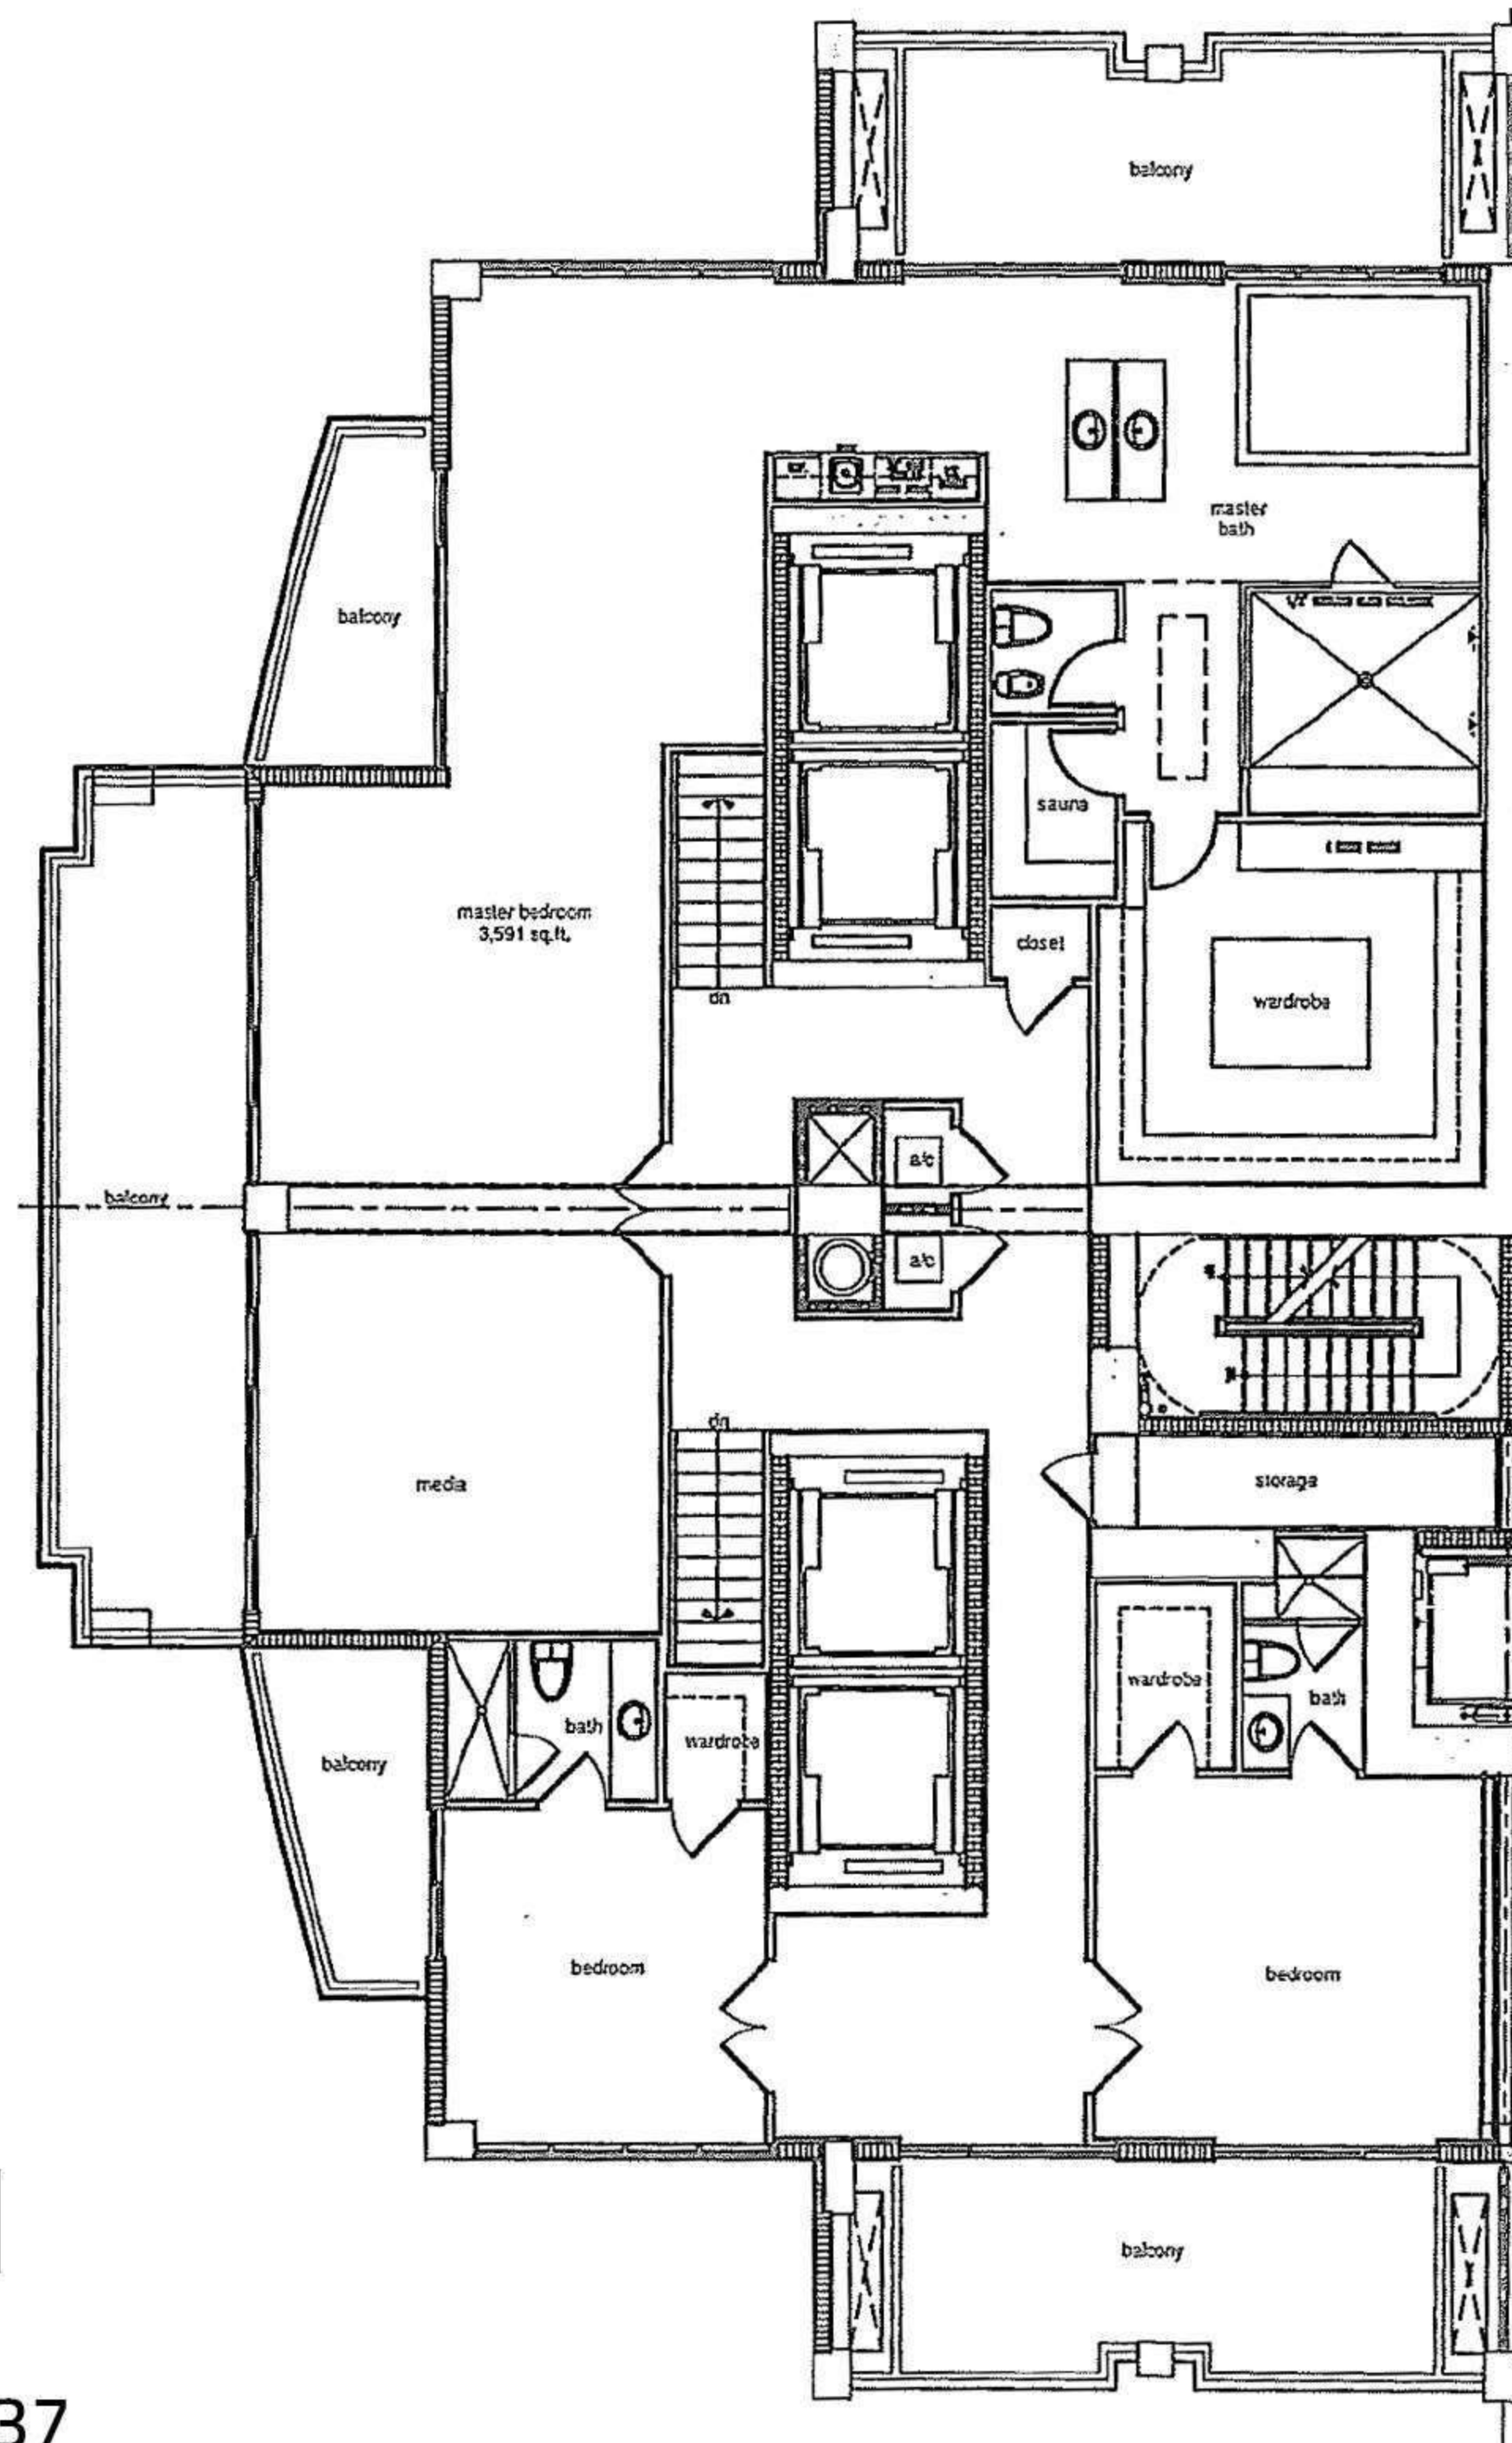 balcony
master
bath
balcony
sauna
master bedroom
3,591 sq.ft.
closet
dn
wardrobe
a/c
balcony
a/c
dn
media
storage
wardrobe
bath
bath
wardrobe
balcony
bedroom
bedroom
balcony
37